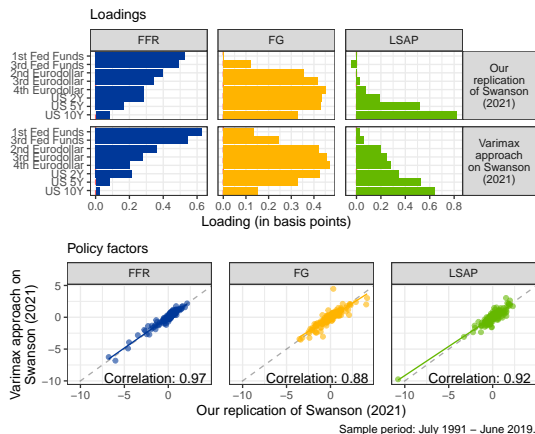 Loadings
FFR FG LSAP
1st Fed Funds
3rd Fed Funds
2nd Eurodollar
3rd Eurodollar
4th Eurodollar
US 2Y
US 5Y
US 10Y
Our
replication
of Swanson
(2021)
1st Fed Funds
3rd Fed Funds
2nd Eurodollar
3rd Eurodollar
4th Eurodollar
US 2Y
US 5Y
US 10Y
Varimax
approach
on Swanson
(2021)
0.0 0.2 0.4 0.6 0.0 0.1 0.2 0.3 0.4 0.0 0.2 0.4 0.6 0.8
Loading (in basis points)
Policy factors
FFR FG LSAP
Varimax approach on
Swanson (2021)
5
0
−5
−10
Correlation: 0.97 Correlation: 0.88 Correlation: 0.92
−10 −5 0 −10 −5 0 −10 −5 0
Our replication of Swanson (2021)
Sample period: July 1991 − June 2019.